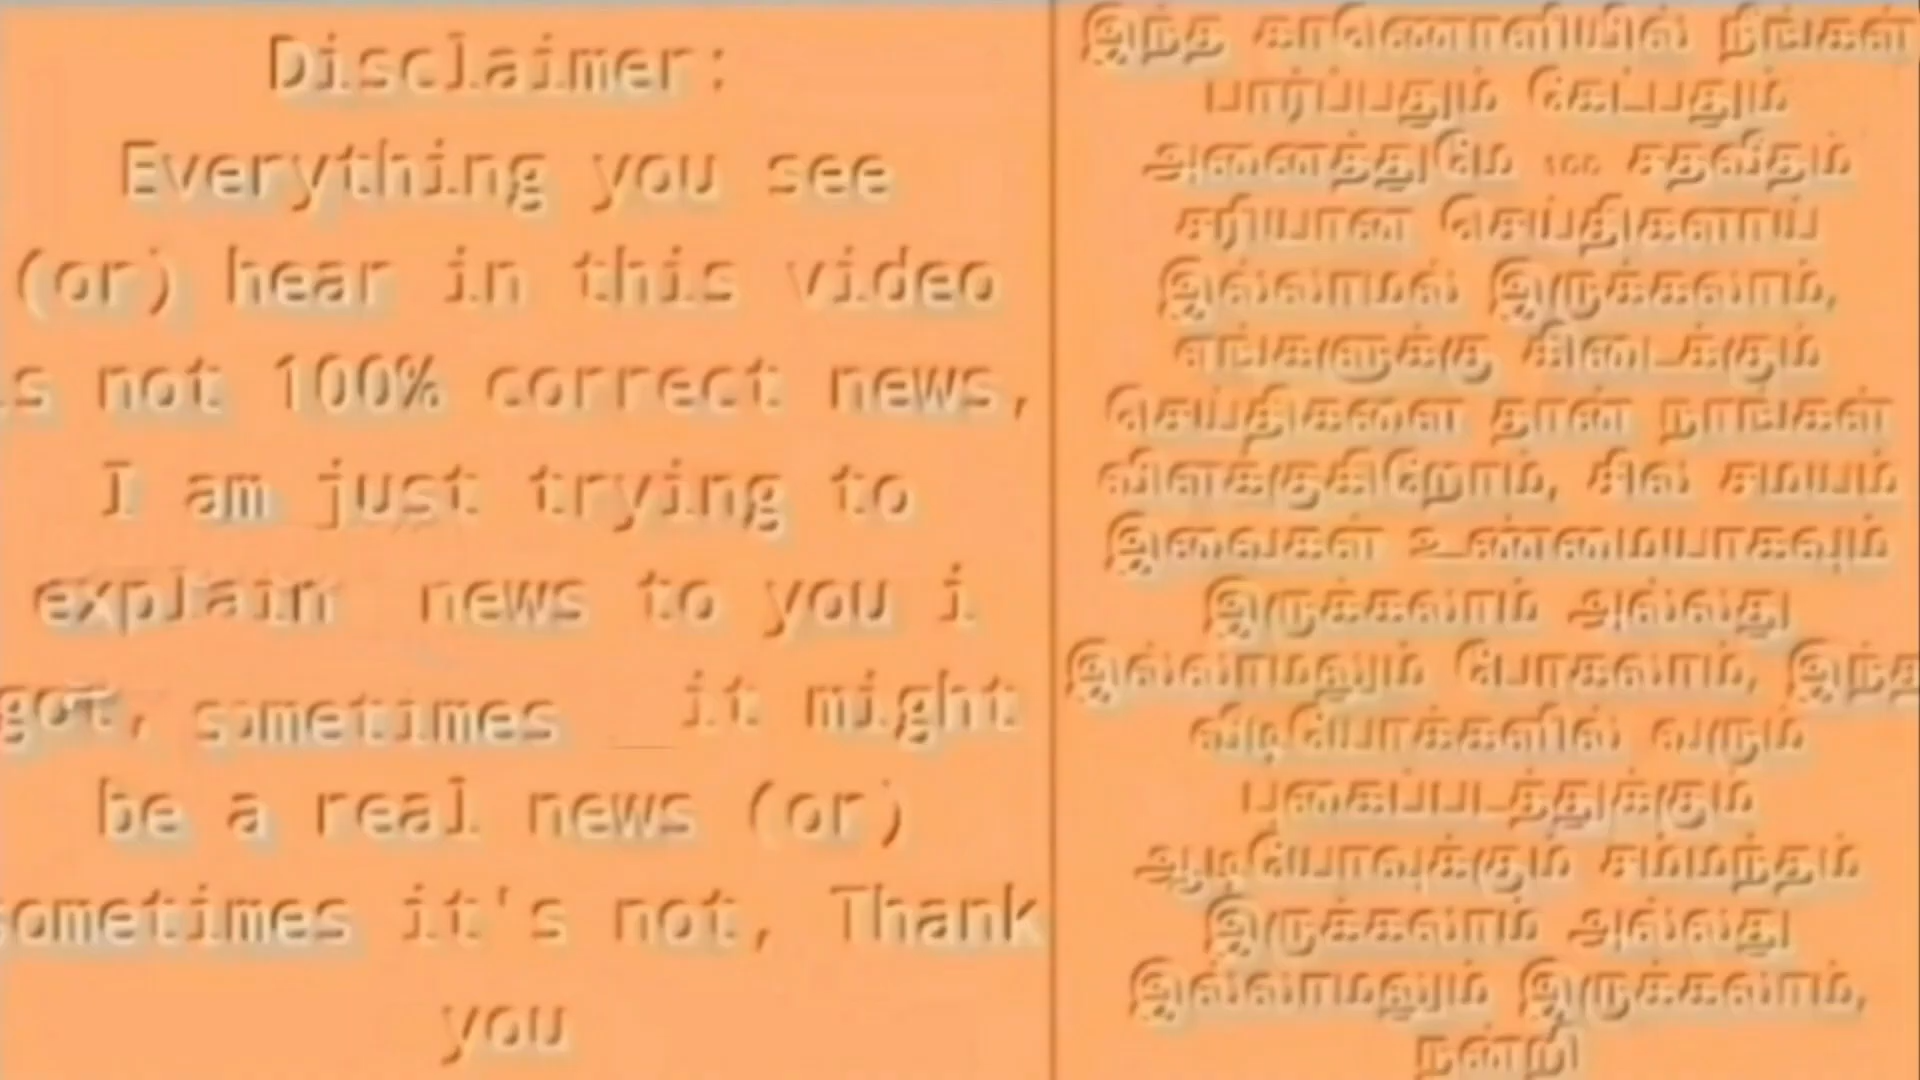 Disclaimer:
Everything you see
(or) hear in this video
s not 100% correct news,
I am just trying to
explain news to you i
got, sometimes _ it might
be a real news (or)
sometimes it's not, Thank
you
இந்த காணொளியில் நீங்கள்
பார்ப்பதும் கேட்பதும்
அனைத்துமே 100 சதவீதம்
சரியான செய்திகளாய்
இல்லாமல் இருக்கலாம்,
எங்களுக்கு கிடைக்கும்
செய்திகளை தான் நாங்கள்
விளக்குகிறோம், சில சமயம்
இவைகள் உண்மையாகவும்
இருக்கலாம் அல்லது
இல்லாமலும் போகலாம், இந்த
வீடியோக்களில் வரும்
புகைப்படத்துக்கும்
ஆடியோவுக்கும் சம்மந்தம்
இருக்கலாம் அல்லது
இல்லாமலும் இருக்கலாம்,
நன்றி